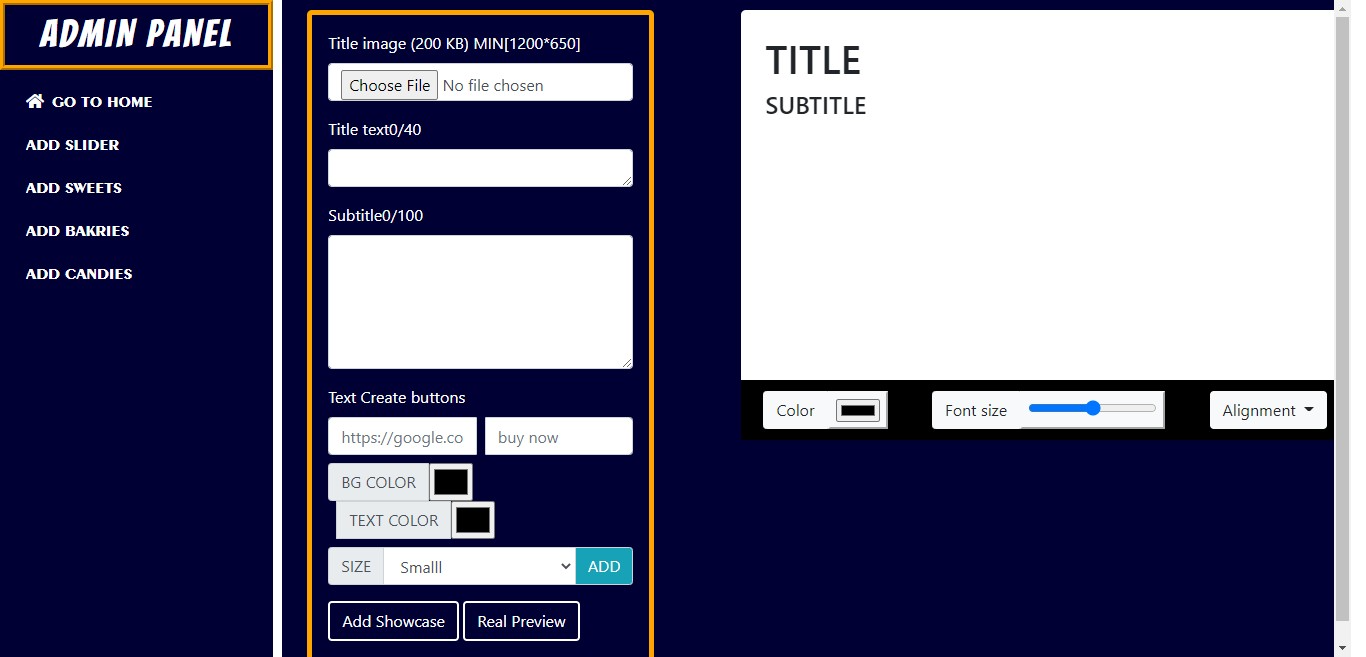 ADMIN PANEL
GO TO HOME
ADD SLIDER
ADD SWEETS
ADD BAKRIES
ADD CANDIES
Title image (200 KB) MIN[1200*650]
Choose File No file chosen
Title text0/40
Subtitle0/100
Text Create buttons
https://google.co buy now
BG COLOR
TEXT COLOR
SIZE Smalll ADD
Add Showcase Real Preview
TITLE
SUBTITLE
Color Font size Alignment